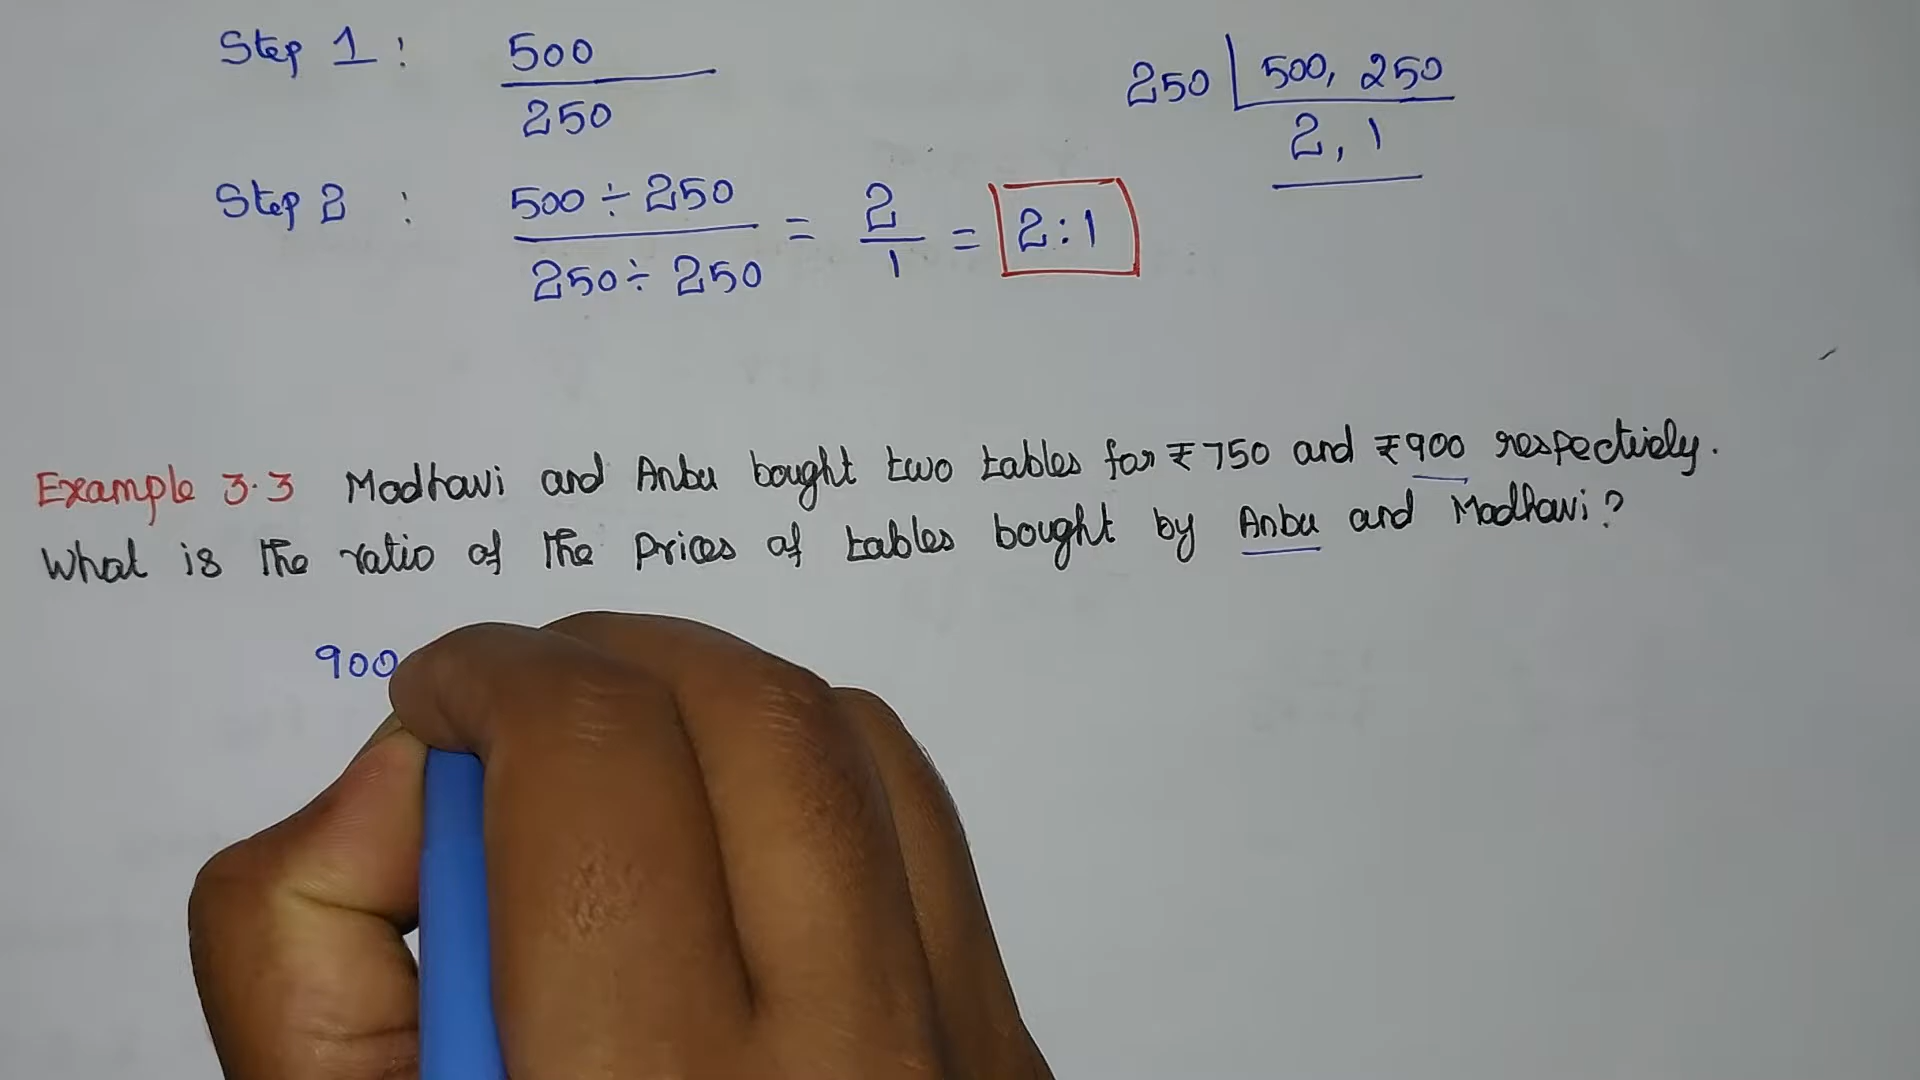 Step 1 : 500
250
250 | 500, 250
2, 1
Step 2 : 500 ÷ 250
250 ÷ 250
= 2
1
= 2:1
Example 3.3 Madhavi and Anbu bought two tables for ₹750 and ₹900 respectively.
What is the ratio of the Prices of tables bought by Anbu and Madhavi?
900